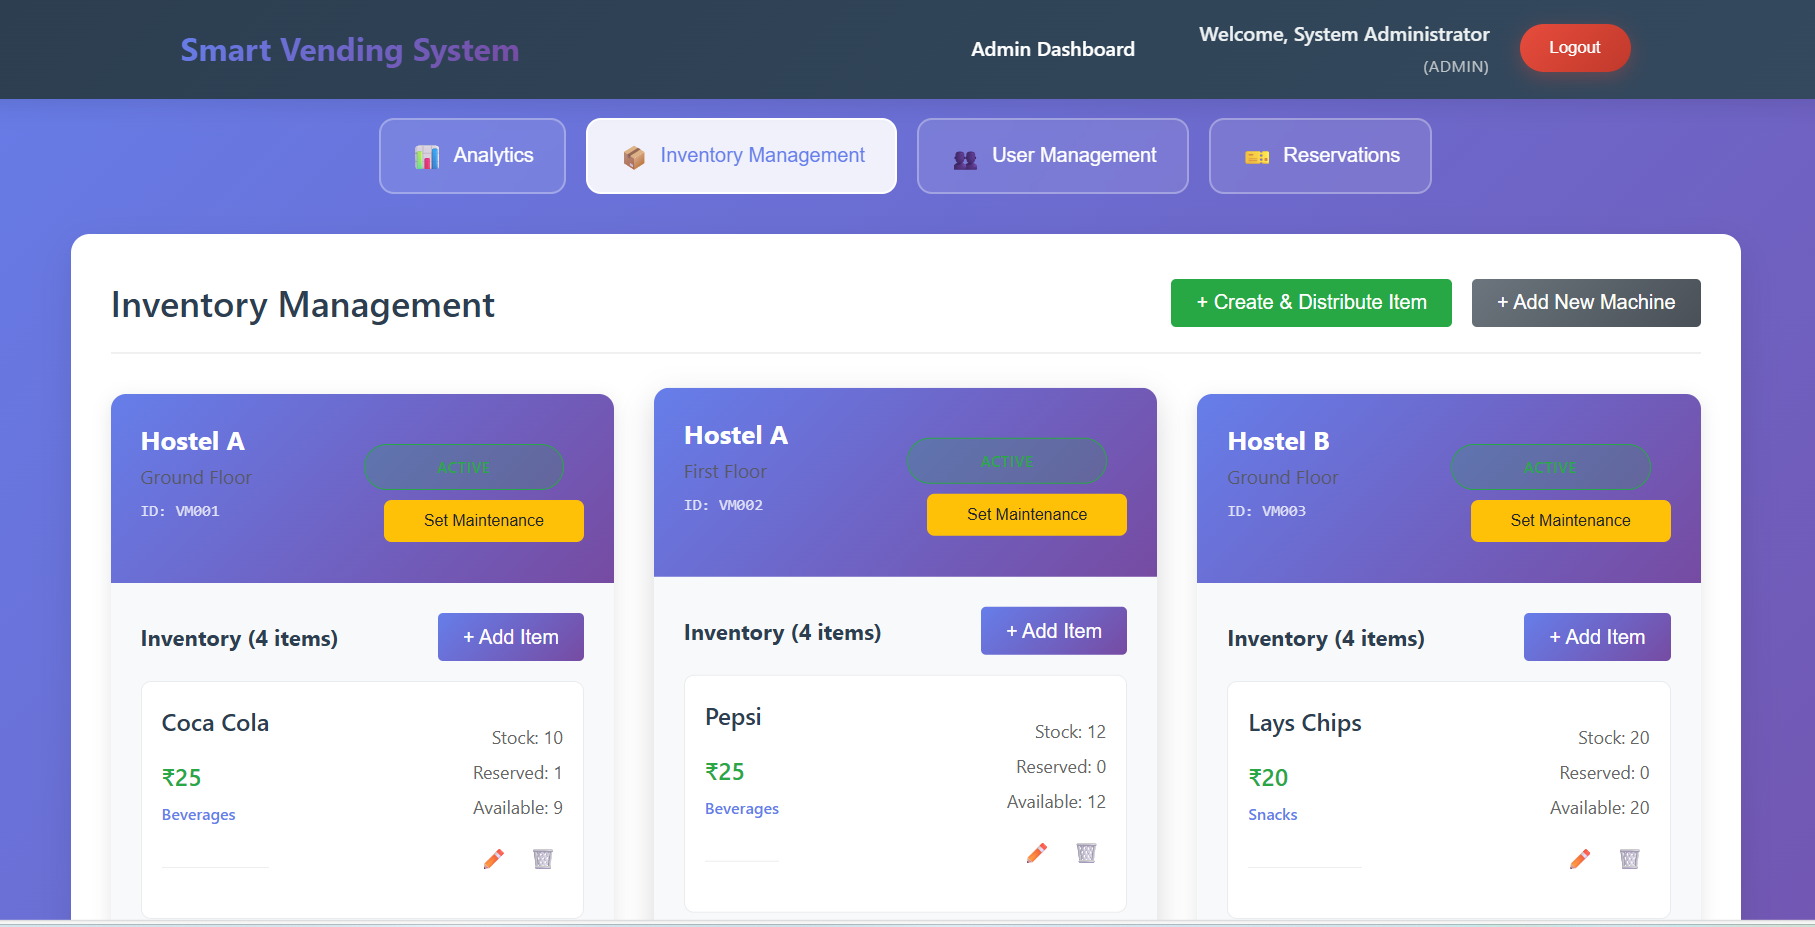 Smart Vending System
Admin Dashboard
Welcome, System Administrator
(ADMIN)
Logout
Analytics
Inventory Management
User Management
Reservations
Inventory Management
+ Create & Distribute Item
+ Add New Machine
Hostel A
Ground Floor
ID: VM001
ACTIVE
Set Maintenance
Inventory (4 items)
+ Add Item
Coca Cola
₹25
Beverages
Stock: 10
Reserved: 1
Available: 9
Hostel A
First Floor
ID: VM002
ACTIVE
Set Maintenance
Inventory (4 items)
+ Add Item
Pepsi
₹25
Beverages
Stock: 12
Reserved: 0
Available: 12
Hostel B
Ground Floor
ID: VM003
ACTIVE
Set Maintenance
Inventory (4 items)
+ Add Item
Lays Chips
₹20
Snacks
Stock: 20
Reserved: 0
Available: 20